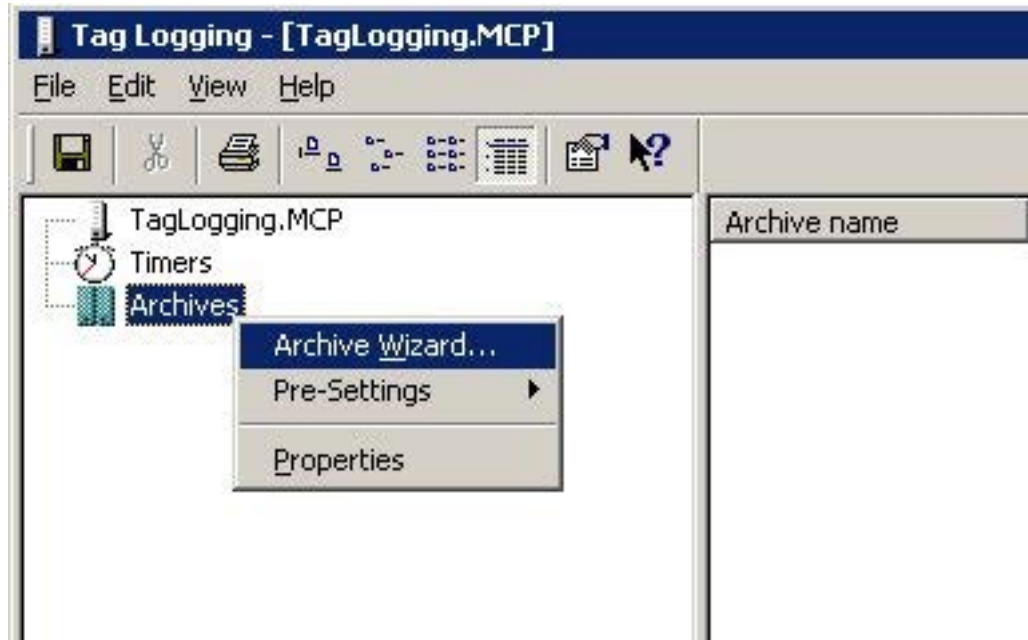 Tag Logging - [TagLogging.MCP]
File Edit View Help
TagLogging.MCP
Timers
Archives
Archive Wizard...
Pre-Settings
Properties
Archive name